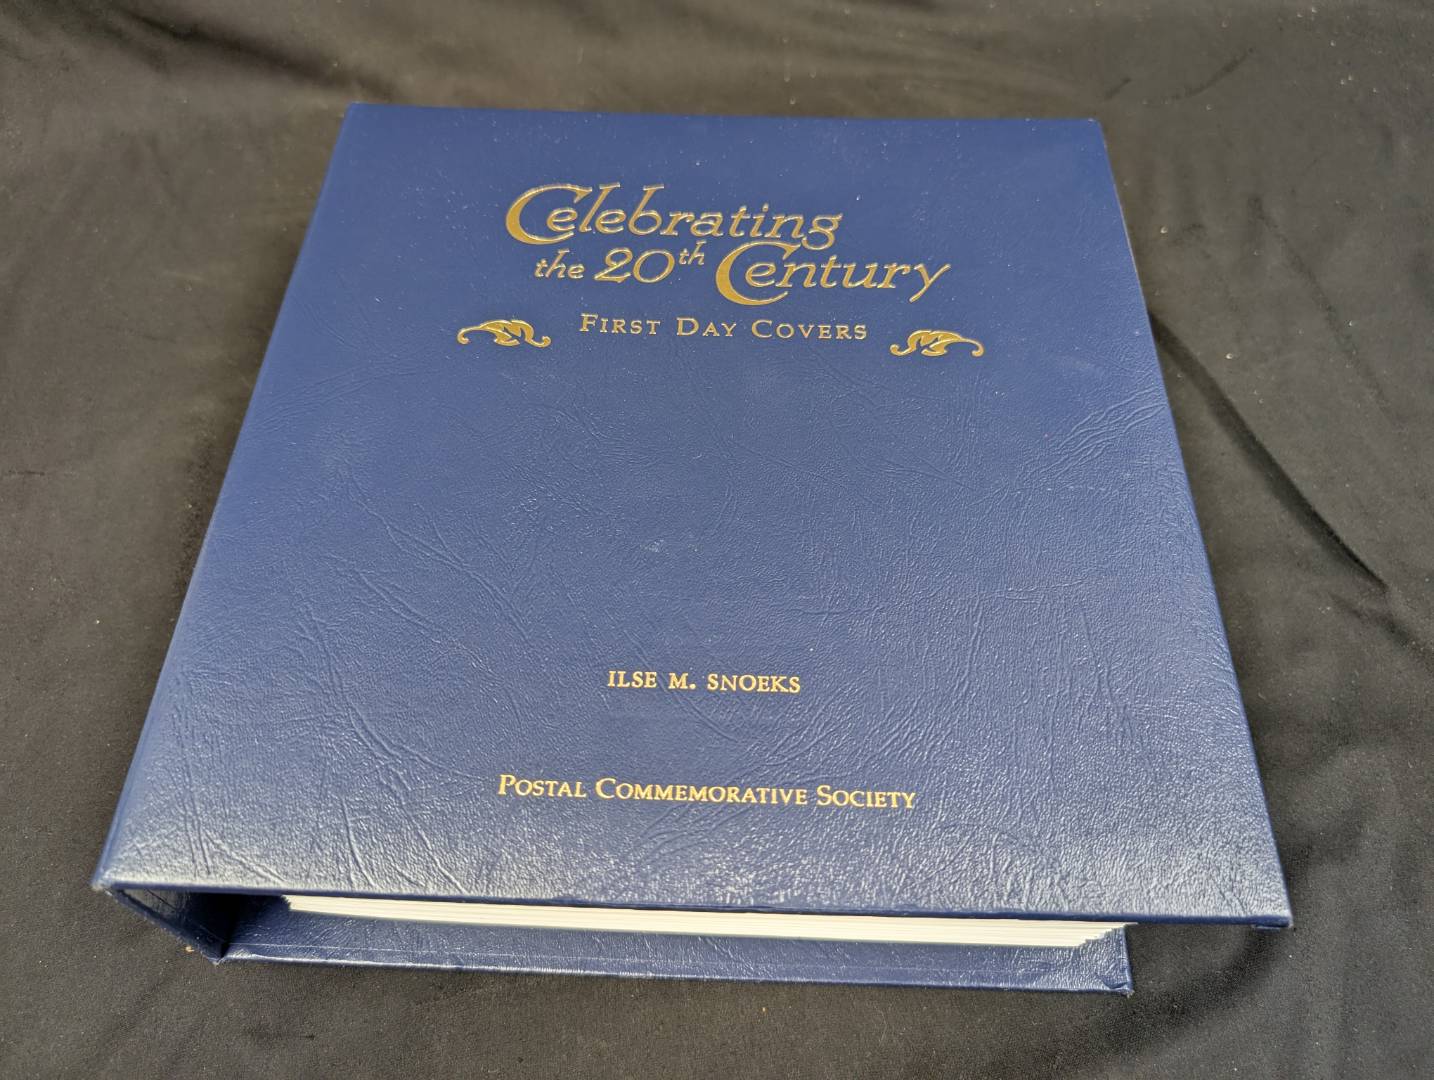 Celebrating
the 20th Century
First Day Covers
ILSE M. SNOEKS
Postal Commemorative Society